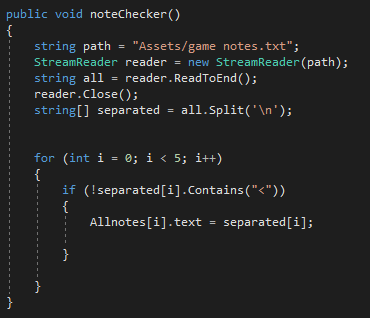 public void noteChecker()
{
string path = "Assets/game notes.txt";
StreamReader reader = new StreamReader(path);
string all = reader.ReadToEnd();
reader.Close();
string[] separated = all.Split('\n');
for (int i = 0; i < 5; i++)
{
if (!separated[i].Contains("<"))
{
Allnotes[i].text = separated[i];
}
}
}